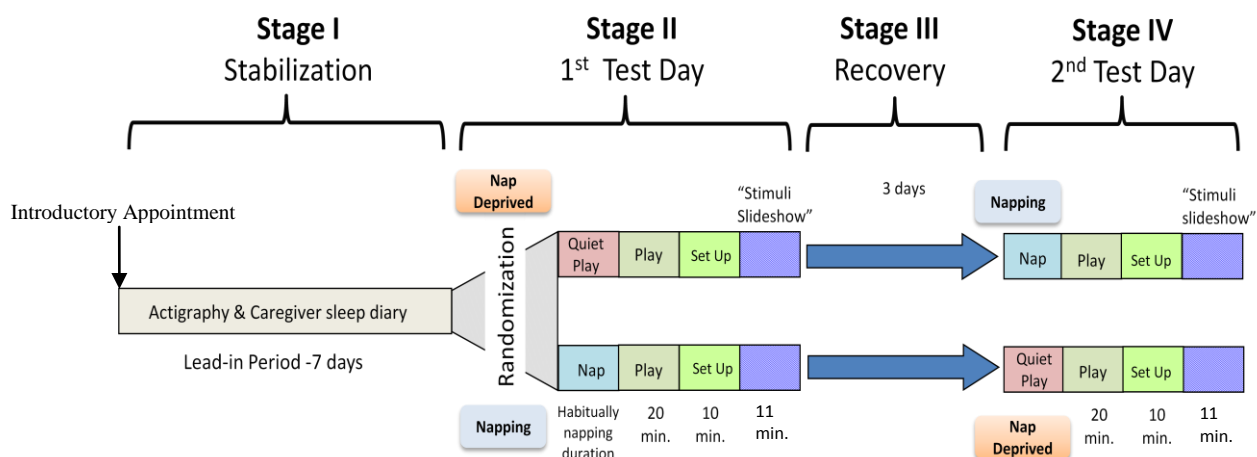 Stage I
Stabilization
Stage II
1st Test Day
Stage III
Recovery
Stage IV
2nd Test Day
Introductory Appointment
Actigraphy & Caregiver sleep diary
Lead-in Period -7 days
Randomization
Nap
Deprived
"Stimuli
Slideshow"
Quiet
Play
Play
Set Up
3 days
Napping
"Stimuli
slideshow"
Nap
Play
Set Up
Nap
Play
Set Up
Napping
Habitually
napping
duration
20
min.
10
min.
11
min.
Quiet
Play
Play
Set Up
Nap
Deprived
20
min.
10
min.
11
min.